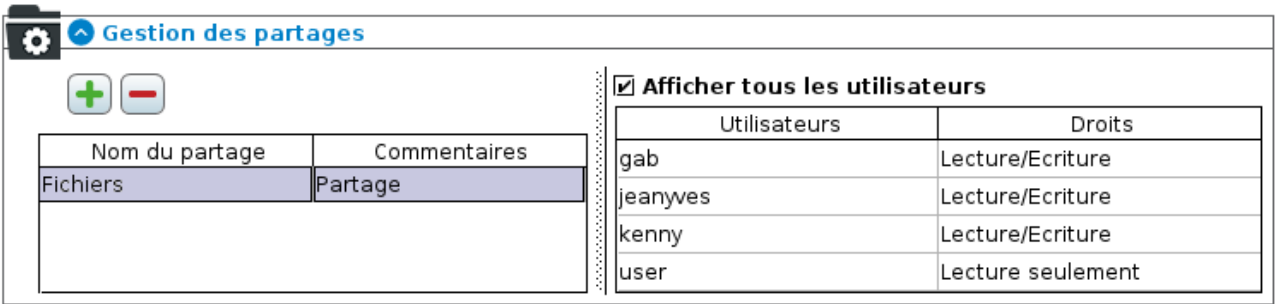 Gestion des partages
Nom du partage Commentaires
Fichiers Partage
Afficher tous les utilisateurs
Utilisateurs Droits
gab Lecture/Ecriture
jeanyves Lecture/Ecriture
kenny Lecture/Ecriture
user Lecture seulement